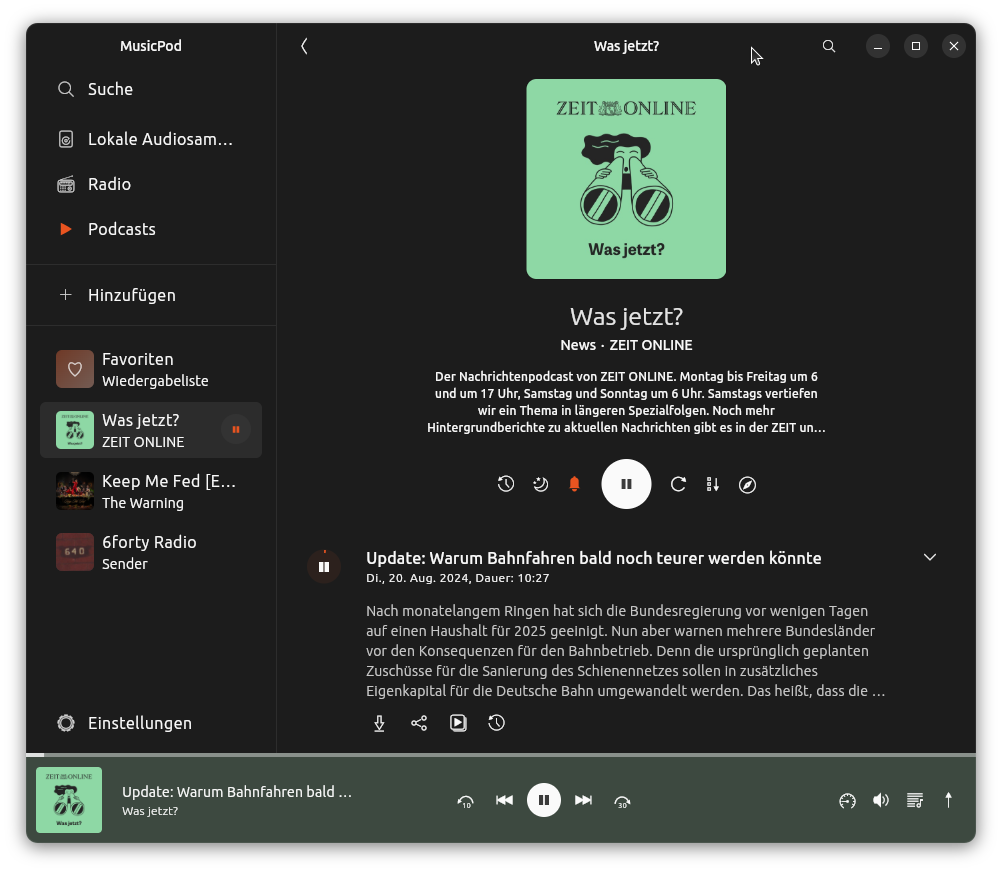 MusicPod
Suche
Lokale Audiosam…
Radio
Podcasts
Hinzufügen
Favoriten
Wiedergabeliste
Was jetzt?
ZEIT ONLINE
Keep Me Fed [E…
The Warning
640
6forty Radio
Sender
Einstellungen
Was jetzt?
ZEIT ONLINE
Was jetzt?
Was jetzt?
News · ZEIT ONLINE
Der Nachrichtenpodcast von ZEIT ONLINE. Montag bis Freitag um 6
und um 17 Uhr, Samstag und Sonntag um 6 Uhr. Samstags vertiefen
wir ein Thema in längeren Spezialfolgen. Noch mehr
Hintergrundberichte zu aktuellen Nachrichten gibt es in der ZEIT un…
Update: Warum Bahnfahren bald noch teurer werden könnte
Di., 20. Aug. 2024, Dauer: 10:27
Nach monatelangem Ringen hat sich die Bundesregierung vor wenigen Tagen
auf einen Haushalt für 2025 geeinigt. Nun aber warnen mehrere Bundesländer
vor den Konsequenzen für den Bahnbetrieb. Denn die ursprünglich geplanten
Zuschüsse für die Sanierung des Schienennetzes sollen in zusätzliches
Eigenkapital für die Deutsche Bahn umgewandelt werden. Das heißt, dass die …
ZEIT ONLINE
Was jetzt?
Update: Warum Bahnfahren bald …
Was jetzt?
10
30